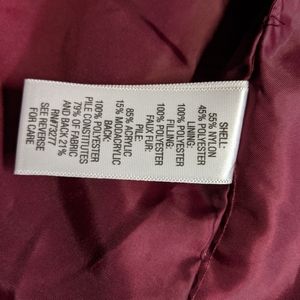 SHELL:
55% NYLON
45% POLYESTER
LINING:
100% POLYESTER
FILLING:
100% POLYESTER
FAUX FUR:
PILE:
85% ACRYLIC
15% MODACRYLIC
BACK:
100% POLYESTER
PILE CONSTITUTES
79% OF FABRIC
AND BACK 21%
RN#73277
SEE REVERSE
FOR CARE